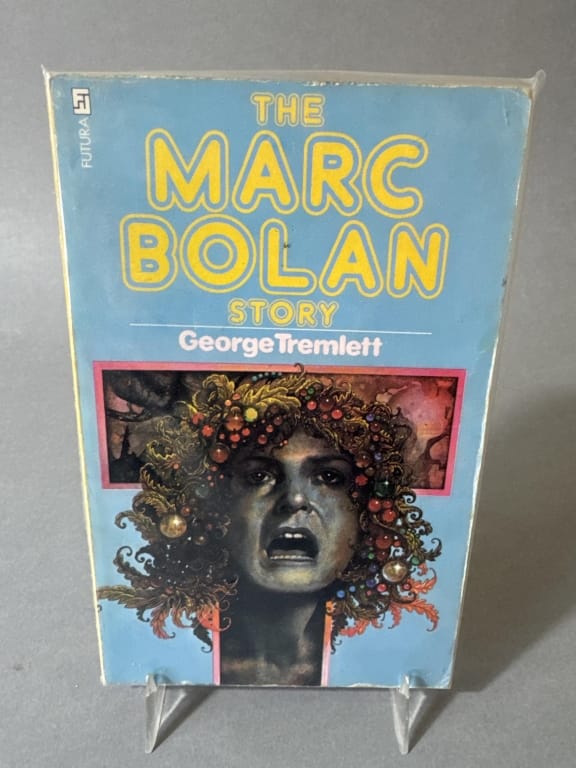 FUTURA
THE
MARC
BOLAN
STORY
George Tremlett